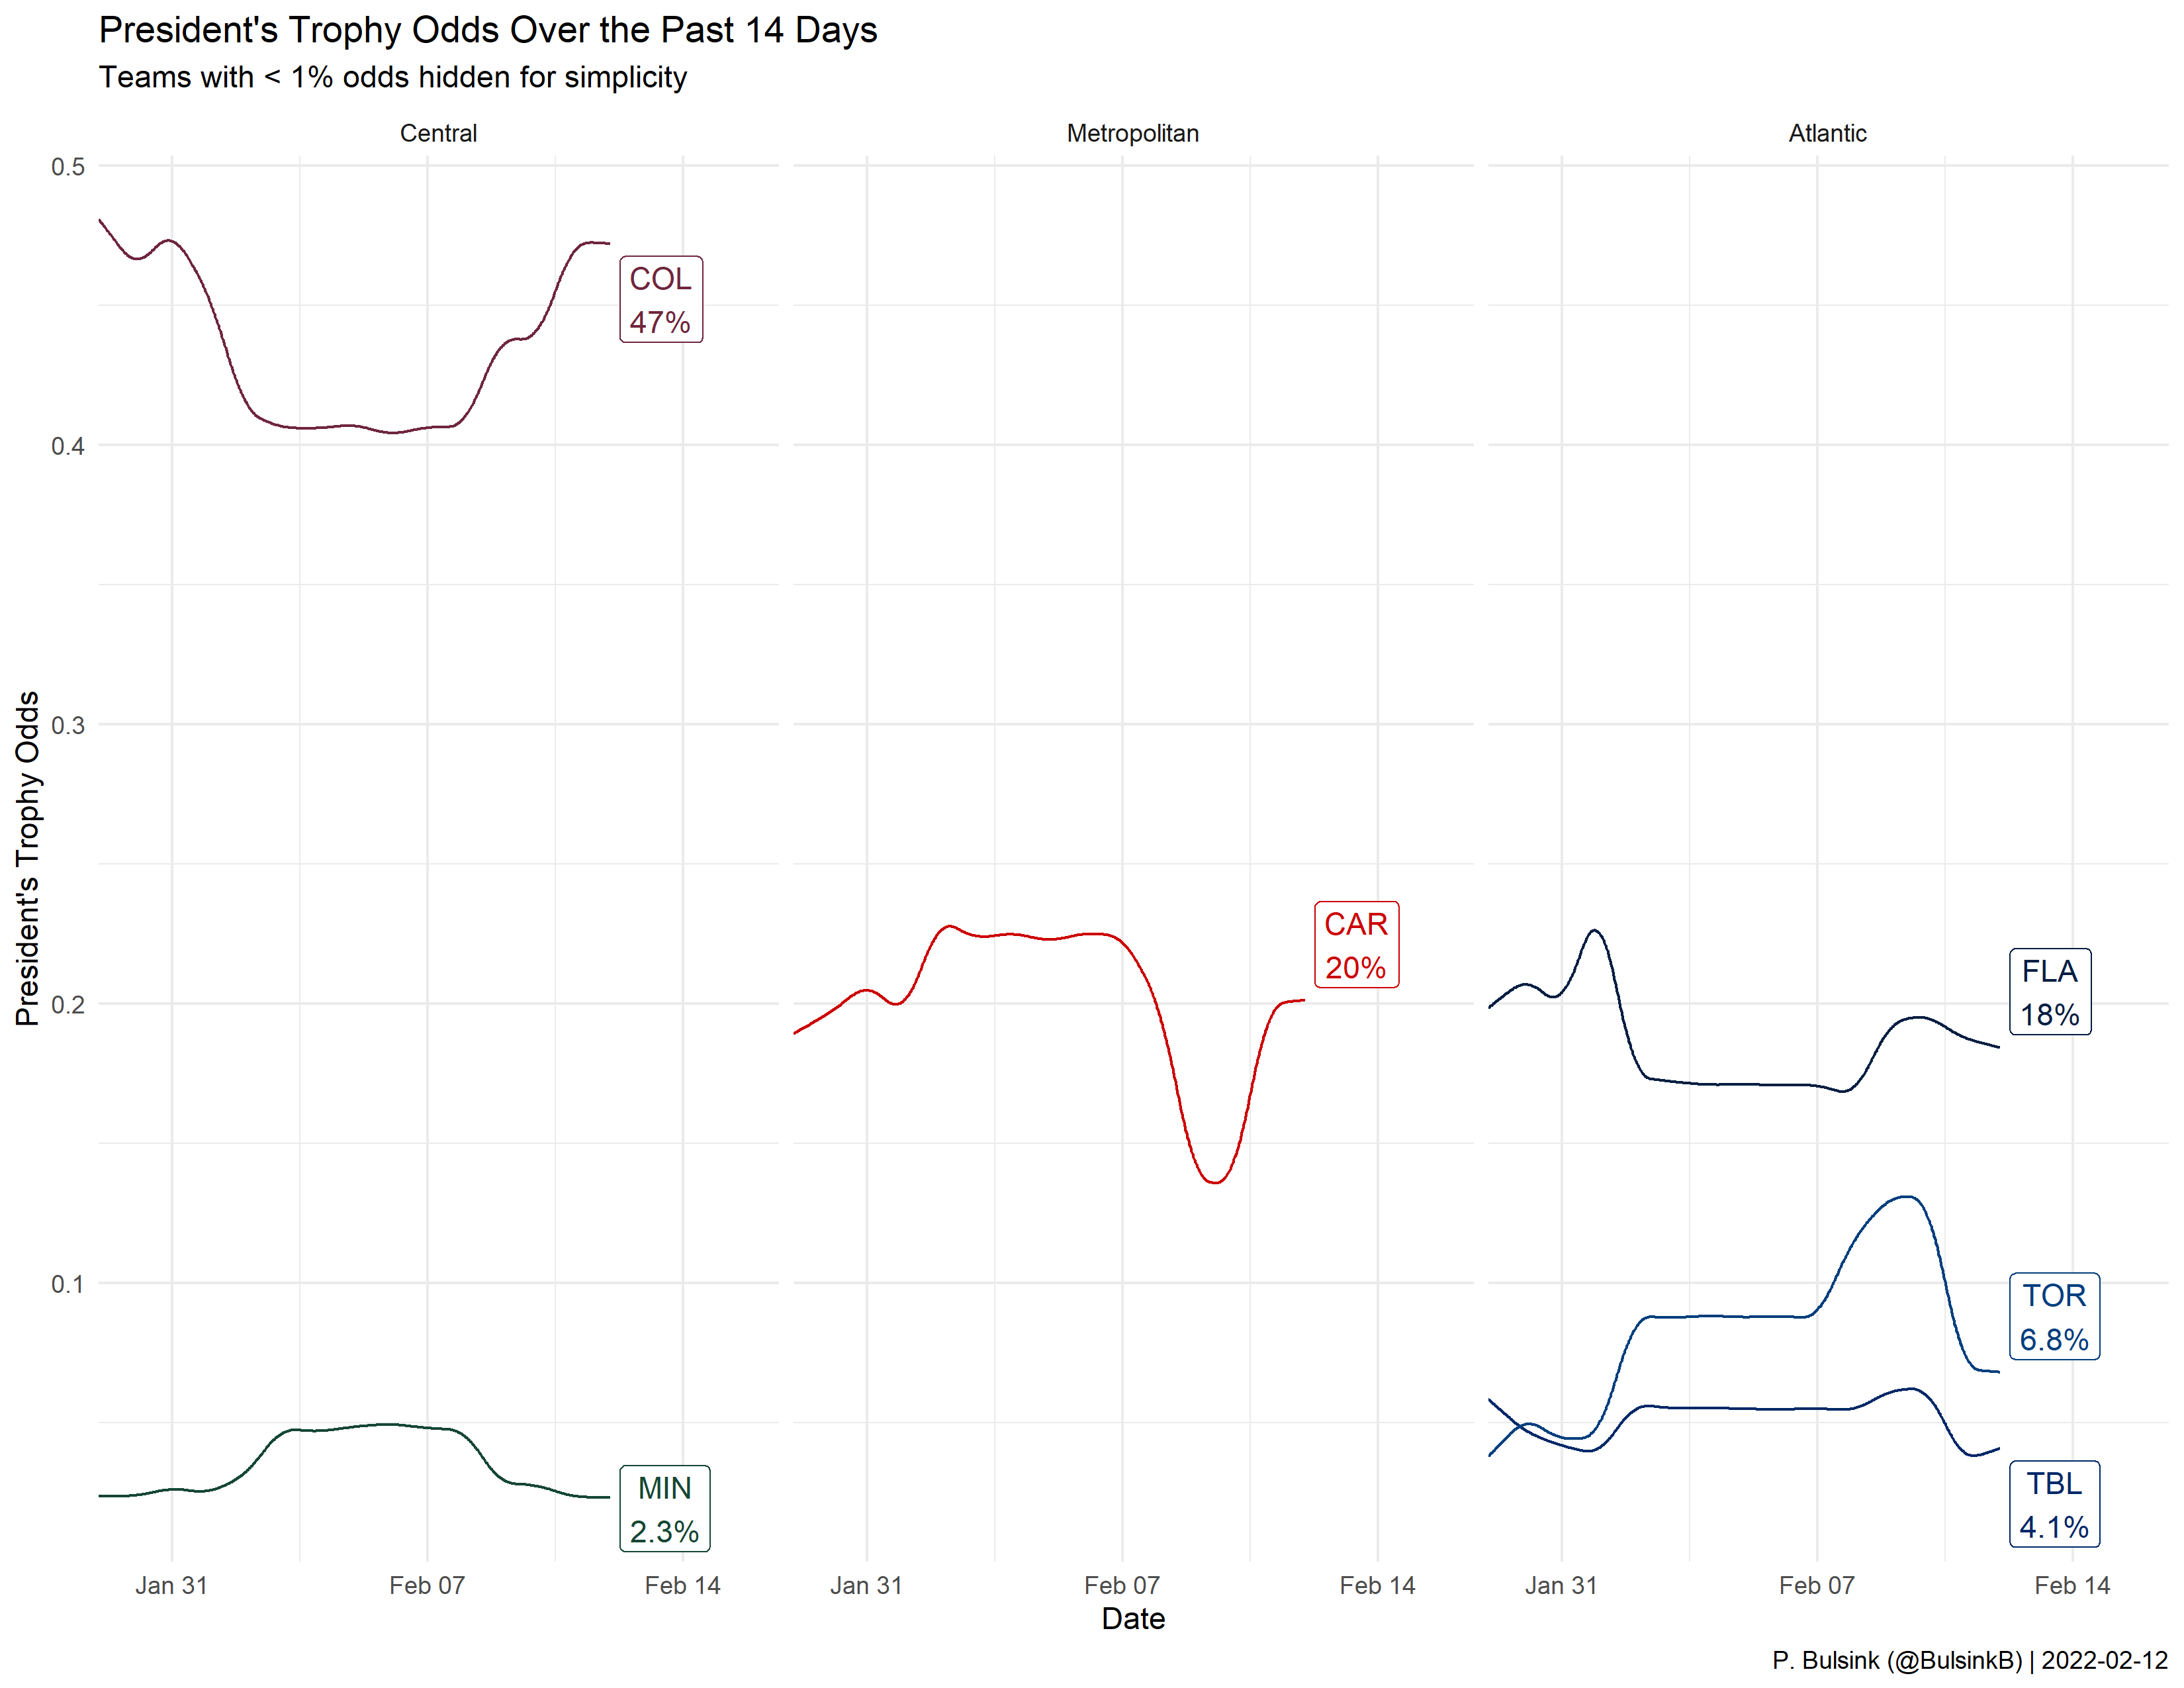 President's Trophy Odds Over the Past 14 Days
Teams with < 1% odds hidden for simplicity
Central
Metropolitan
Atlantic
President's Trophy Odds
0.5
0.4
0.3
0.2
0.1
COL
47%
MIN
2.3%
CAR
20%
FLA
18%
TOR
6.8%
TBL
4.1%
Jan 31
Feb 07
Feb 14
Jan 31
Feb 07
Feb 14
Jan 31
Feb 07
Feb 14
Date
P. Bulsink (@BulsinkB) | 2022-02-12